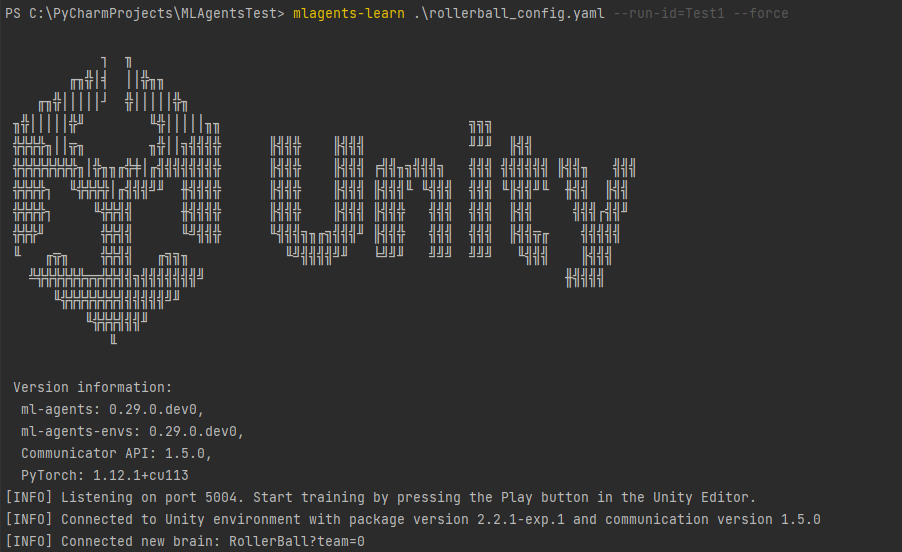 PS C:\PyCharmProjects\MLAgentsTest> mlagents-learn .\rollerball_config.yaml --run-id=Test1 --force
unity
Version information:
ml-agents: 0.29.0.dev0,
ml-agents-envs: 0.29.0.dev0,
Communicator API: 1.5.0,
PyTorch: 1.12.1+cu113
[INFO] Listening on port 5004. Start training by pressing the Play button in the Unity Editor.
[INFO] Connected to Unity environment with package version 2.2.1-exp.1 and communication version 1.5.0
[INFO] Connected new brain: RollerBall?team=0